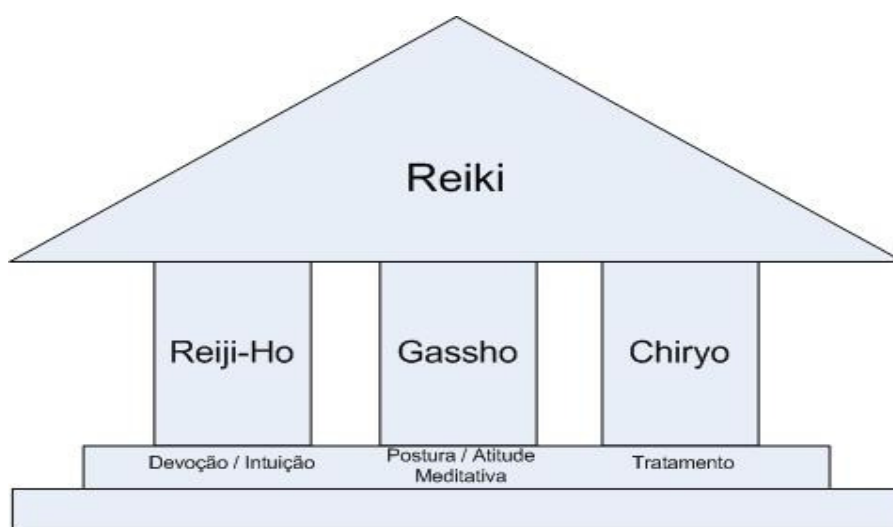 Reiki
Reiji-Ho
Gassho
Chiryo
Devoção / Intuição
Postura / Atitude
Meditativa
Tratamento